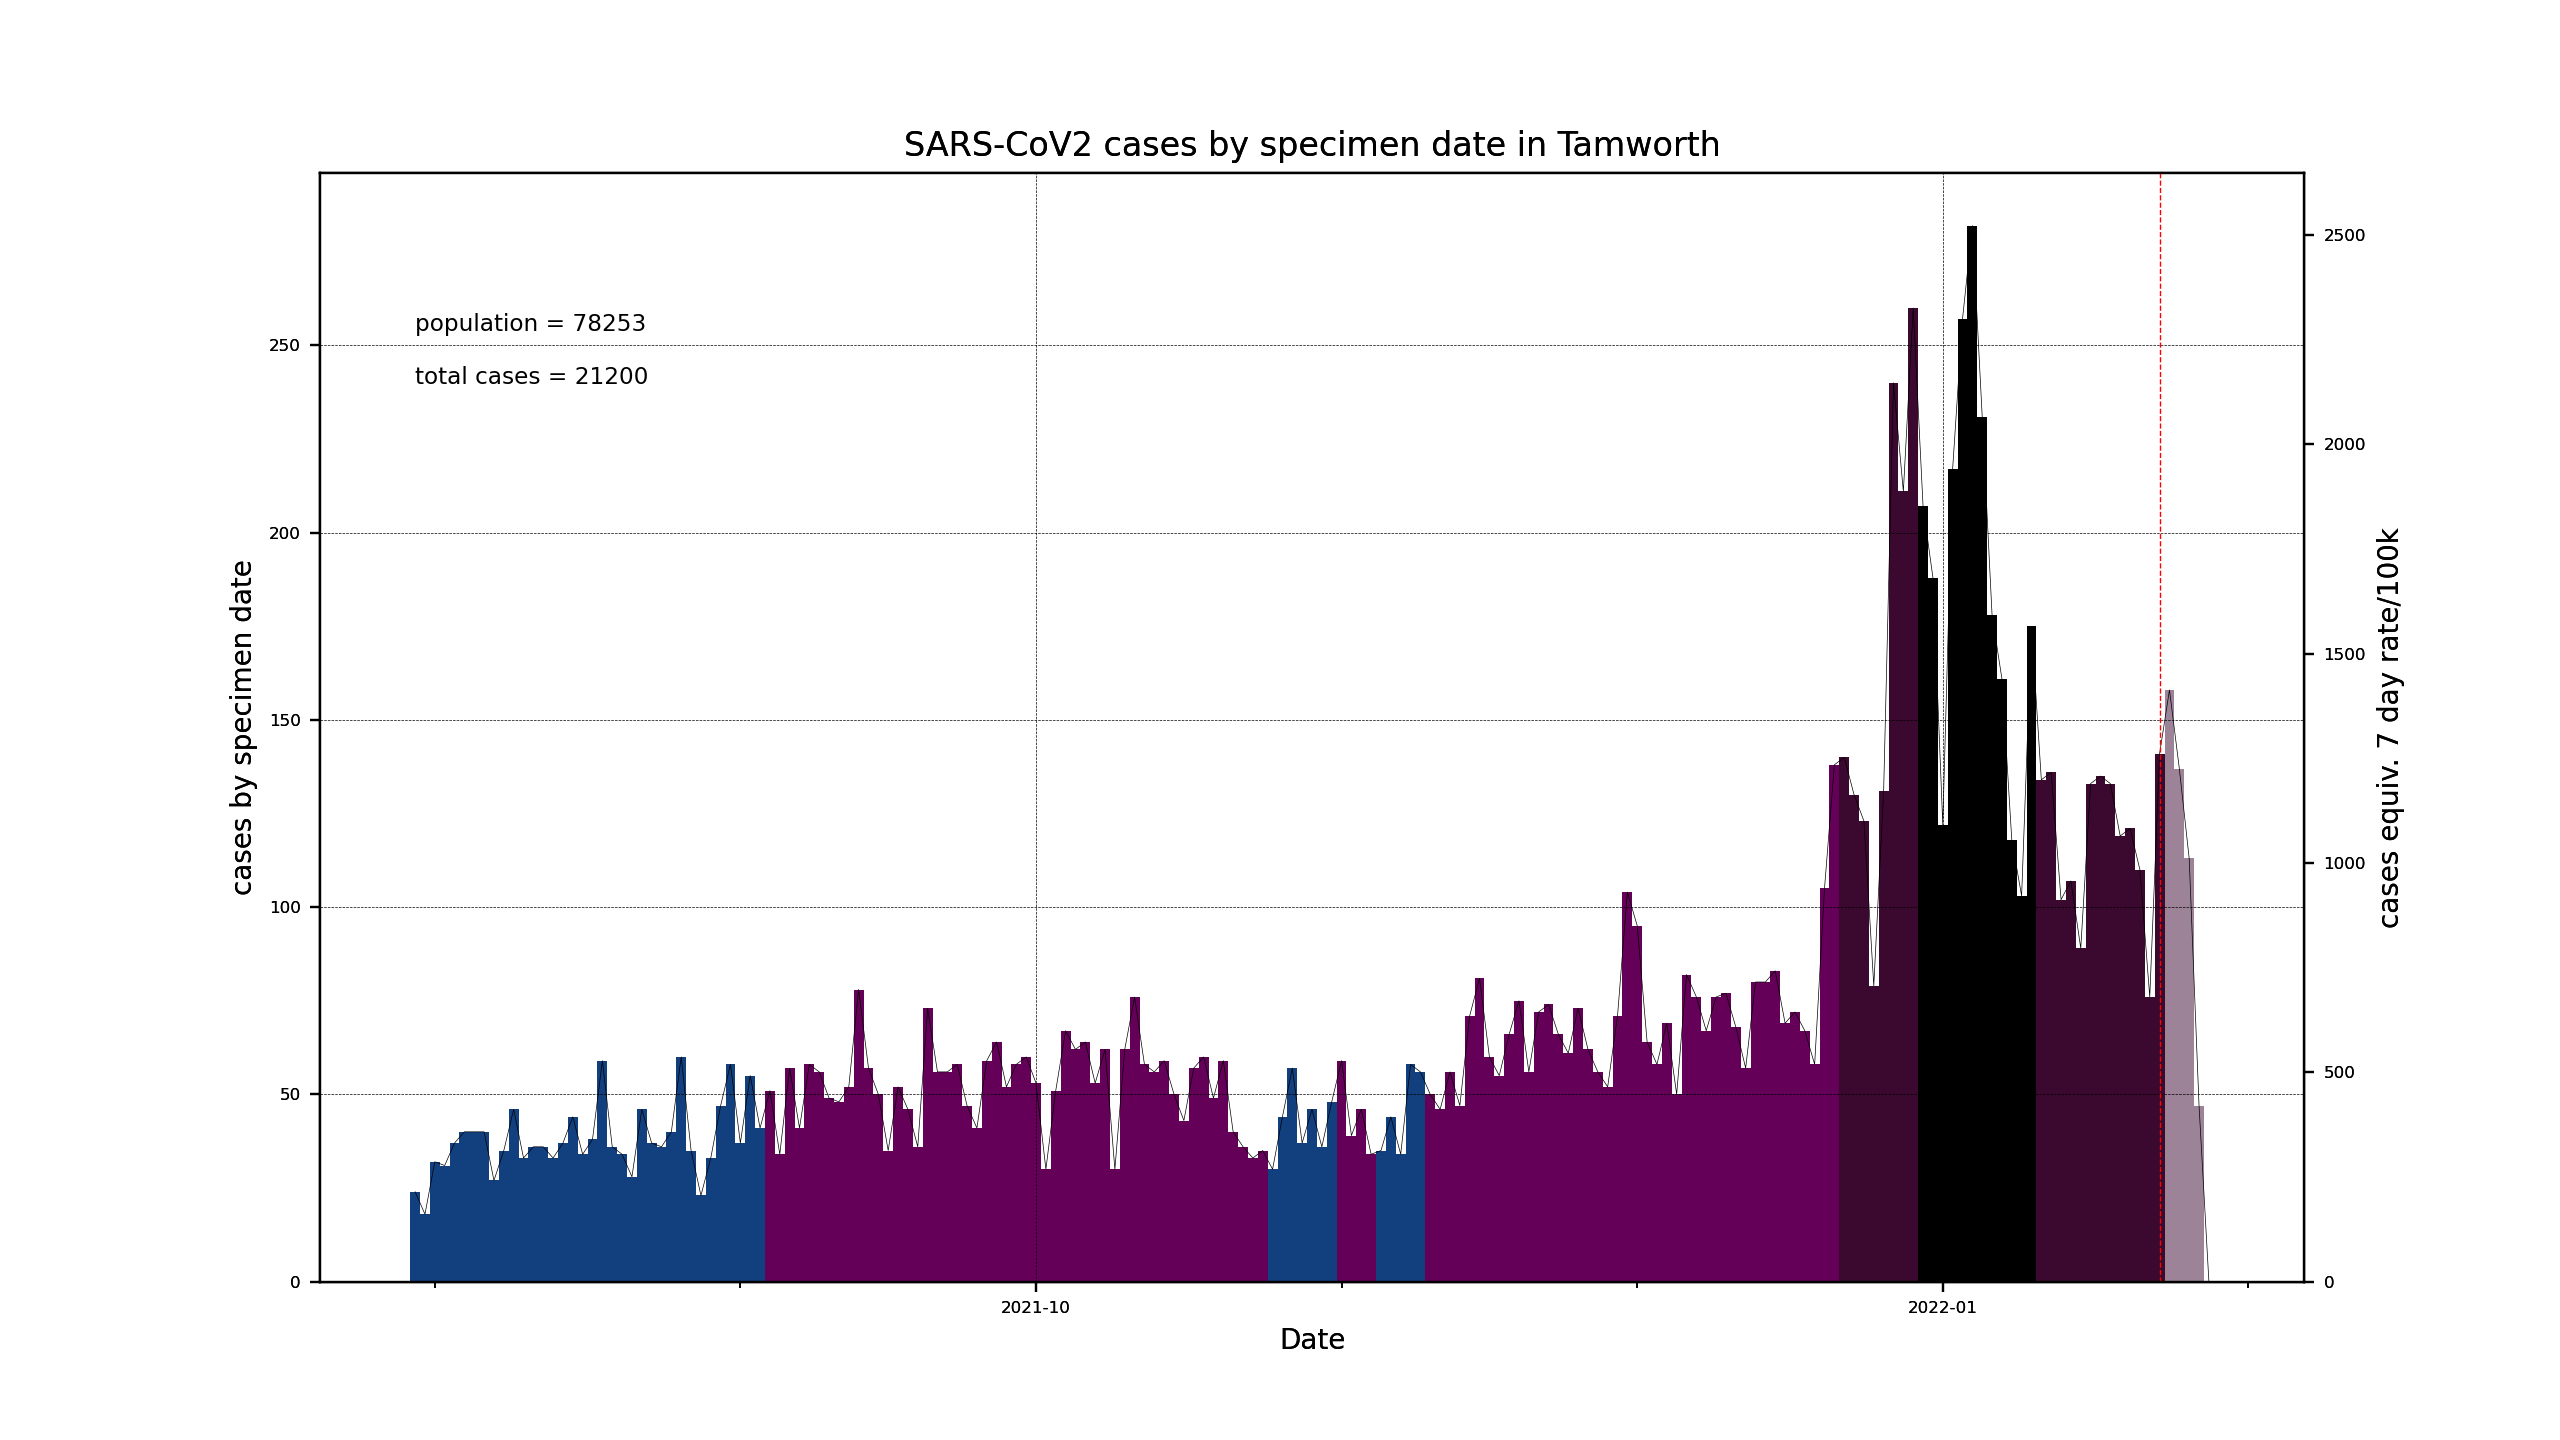 SARS-CoV2 cases by specimen date in Tamworth
population = 78253
total cases = 21200
cases by specimen date
250
200
150
100
50
0
cases equiv. 7 day rate/100k
2500
2000
1500
1000
500
0
2021-10
2022-01
Date